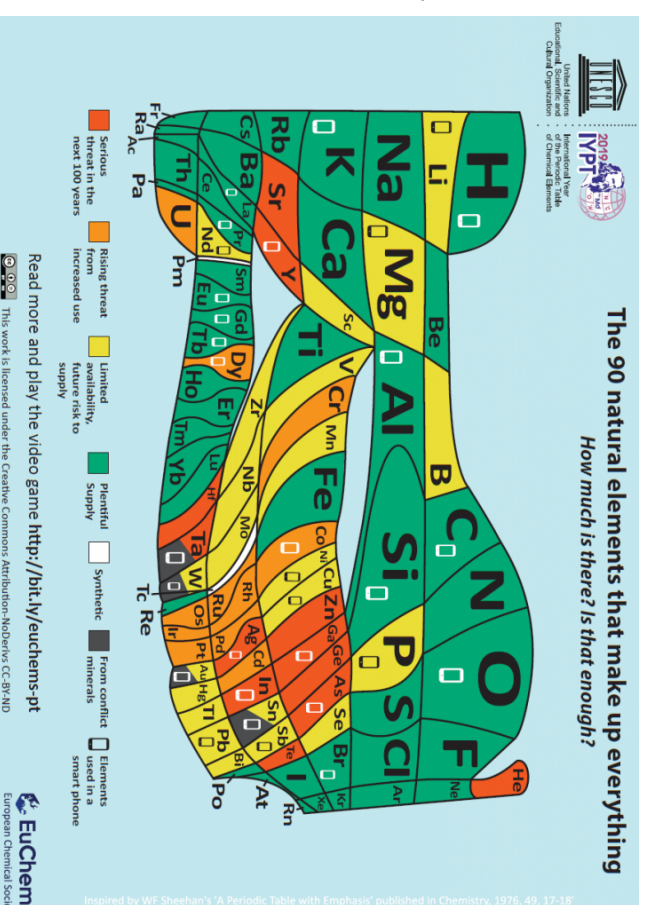 UNESCO
United Nations
Educational, Scientific and
Cultural Organization
2019
IYPT
International Year
of the Periodic Table
of Chemical Elements
The 90 natural elements that make up everything
How much is there? Is that enough?
H He
Li Be B C N O F Ne
Na Mg Al Si P S Cl Ar
K Ca Sc Ti V Cr Mn Fe Co Ni Cu Zn Ga Ge As Se Br Kr
Rb Sr Y Zr Nb Mo Tc Ru Rh Pd Ag Cd In Sn Sb Te I Xe
Cs Ba La Ce Pr Nd Pm Sm Eu Gd Tb Dy Ho Er Tm Yb Lu Hf Ta W Re Os Ir Pt Au Hg Tl Pb Bi Po At Rn
Fr Ra Ac Th Pa U
Serious
threat in the
next 100 years
Rising threat
from
increased use
Limited
availability,
future risk to
supply
Plentiful
Supply
Synthetic
From conflict
minerals
Elements
used in a
smart phone
Read more and play the video game http://bit.ly/euchems-pt
This work is licensed under the Creative Commons Attribution-NoDerivs CC-BY-ND
EuChem
European Chemical Socie
Inspired by WF Sheehan's 'A Periodic Table with Emphasis' published in Chemistry, 1976, 49, 17-18'